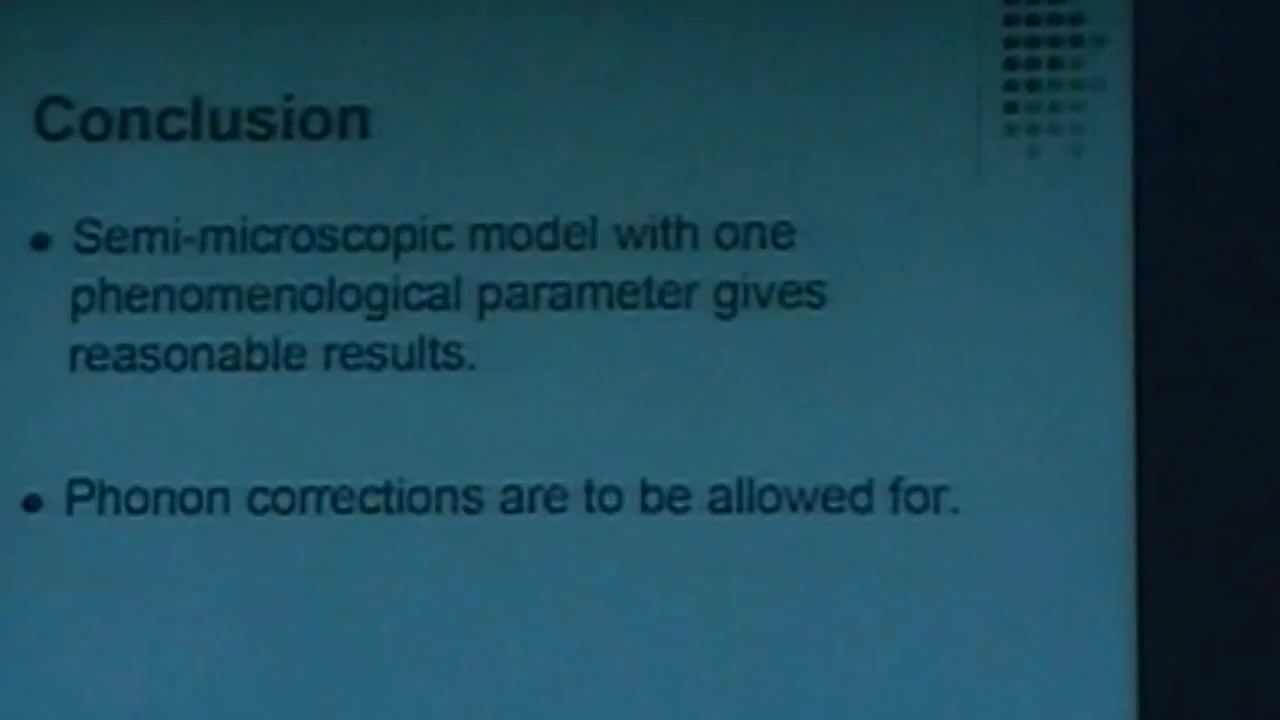 Conclusion
• Semi-microscopic model with one
phenomenological parameter gives
reasonable results.
• Phonon corrections are to be allowed for.